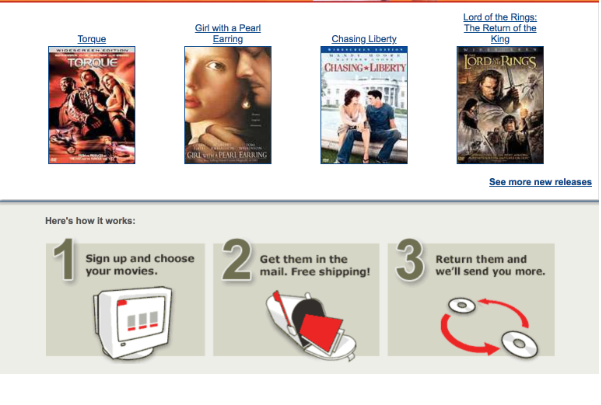 Torque
Girl with a Pearl
Earring
Chasing Liberty
Lord of the Rings:
The Return of the
King
WIDESCREEN EDITION
TORQUE
GIRL WITH A PEARL EARRING
WIDESCREEN EDITION
MANDY MOORE
CHASING LIBERTY
THE LORD OF THE RINGS
See more new releases
Here's how it works:
1 Sign up and choose
your movies.
2 Get them in the
mail. Free shipping!
3 Return them and
we'll send you more.